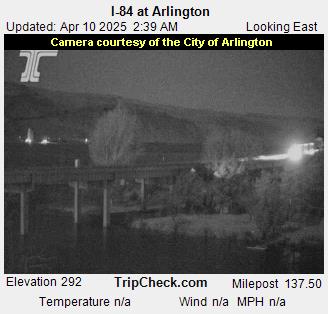 I-84 at Arlington
Updated: Apr 10 2025 2:39 AM Looking East
Camera courtesy of the City of Arlington
Elevation 292 TripCheck.com Milepost 137.50
Temperature n/a Wind n/a MPH n/a